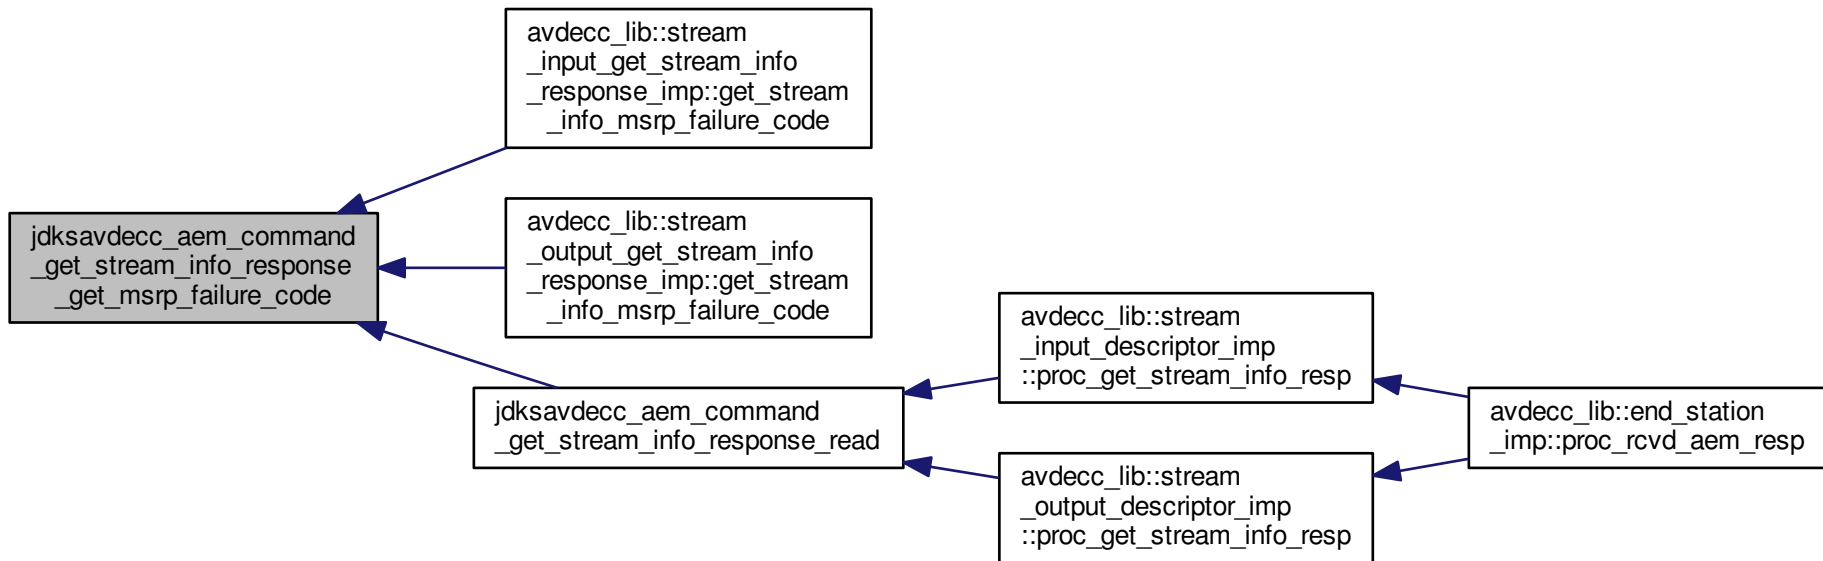 avdecc_lib::stream
_input_get_stream_info
_response_imp::get_stream
_info_msrp_failure_code
jdksavdecc_aem_command
_get_stream_info_response
_get_msrp_failure_code
avdecc_lib::stream
_output_get_stream_info
_response_imp::get_stream
_info_msrp_failure_code
jdksavdecc_aem_command
_get_stream_info_response_read
avdecc_lib::stream
_input_descriptor_imp
::proc_get_stream_info_resp
avdecc_lib::stream
_output_descriptor_imp
::proc_get_stream_info_resp
avdecc_lib::end_station
_imp::proc_rcvd_aem_resp